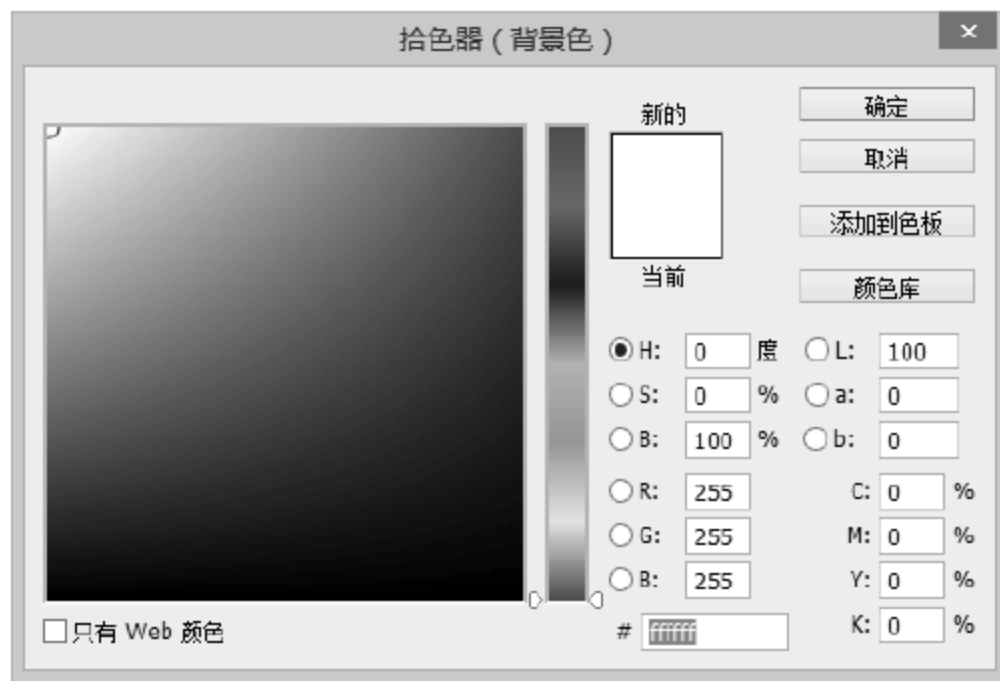 拾色器（背景色）
×
新的
当前
确定
取消
添加到色板
颜色库
H: 0 度
L: 100
S: 0 %
a: 0
B: 100 %
b: 0
R: 255
C: 0 %
G: 255
M: 0 %
B: 255
Y: 0 %
# ffffff
K: 0 %
只有 Web 颜色